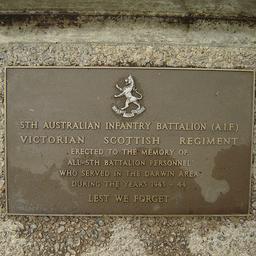 5TH AUSTRALIAN INFANTRY BATTALION (A.I.F)
VICTORIAN SCOTTISH REGIMENT
ERECTED TO THE MEMORY OF
ALL 5TH BATTALION PERSONNEL
WHO SERVED IN THE DARWIN AREA
DURING THE YEARS 1943 - 44
LEST WE FORGET